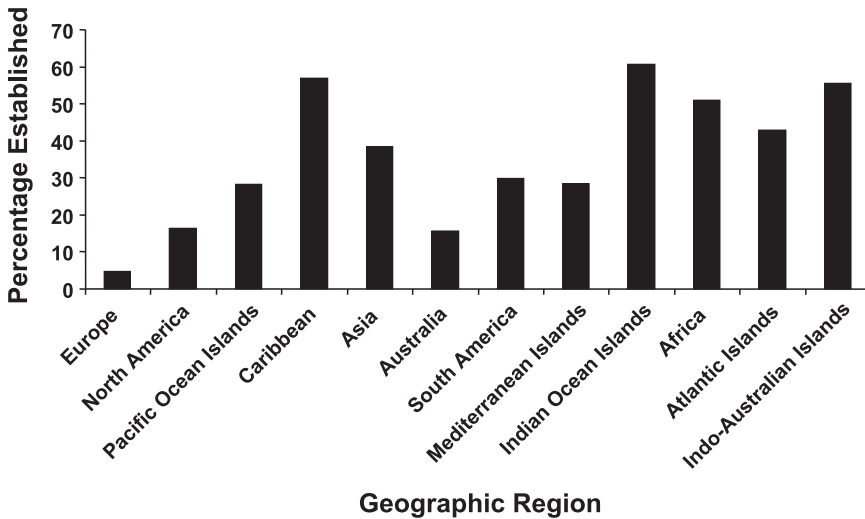 Percentage Established
70
60
50
40
30
20
10
0
Europe
North America
Pacific Ocean Islands
Caribbean
Asia
Australia
South America
Mediterranean Islands
Indian Ocean Islands
Africa
Atlantic Islands
Indo-Australian Islands
Geographic Region